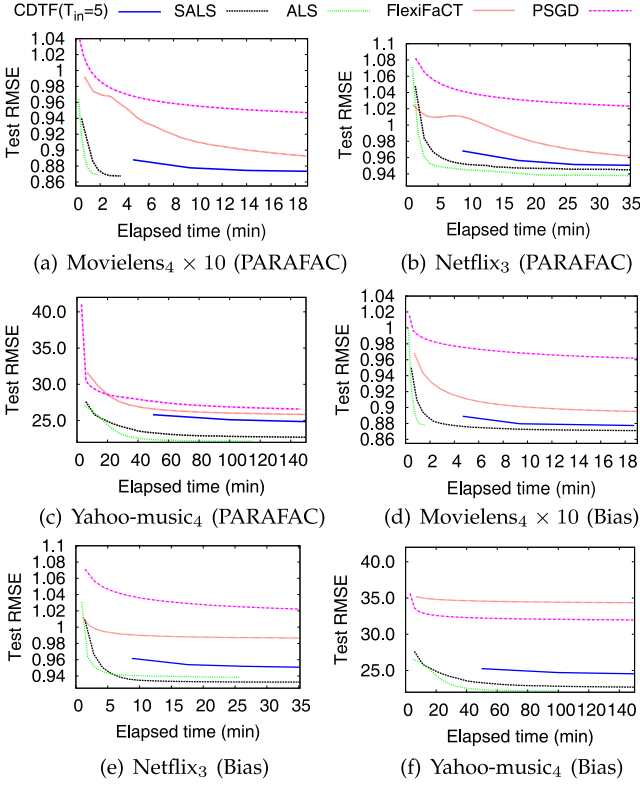 CDTF(T_in=5) SALS ALS FlexiFaCT PSGD
Test RMSE
1.04
1.02
1
0.98
0.96
0.94
0.92
0.9
0.88
0.86
0 2 4 6 8 10 12 14 16 18
Elapsed time (min)
(a) Movielens₄ × 10 (PARAFAC)
Test RMSE
1.1
1.08
1.06
1.04
1.02
1
0.98
0.96
0.94
0 5 10 15 20 25 30 35
Elapsed time (min)
(b) Netflix₃ (PARAFAC)
Test RMSE
40.0
35.0
30.0
25.0
0 20 40 60 80 100 120 140
Elapsed time (min)
(c) Yahoo-music₄ (PARAFAC)
Test RMSE
1.04
1.02
1
0.98
0.96
0.94
0.92
0.9
0.88
0.86
0 2 4 6 8 10 12 14 16 18
Elapsed time (min)
(d) Movielens₄ × 10 (Bias)
Test RMSE
1.1
1.08
1.06
1.04
1.02
1
0.98
0.96
0.94
0 5 10 15 20 25 30 35
Elapsed time (min)
(e) Netflix₃ (Bias)
Test RMSE
40.0
35.0
30.0
25.0
0 20 40 60 80 100 120 140
Elapsed time (min)
(f) Yahoo-music₄ (Bias)